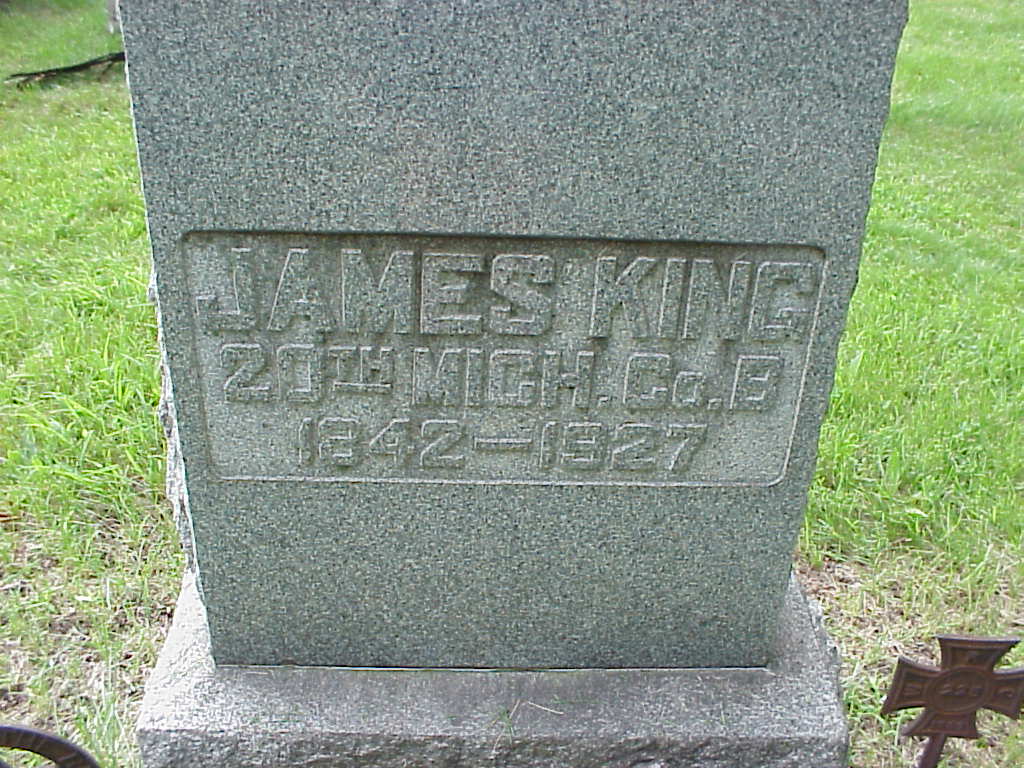 JAMES KING
20TH MICH. CO. B
1842—1927